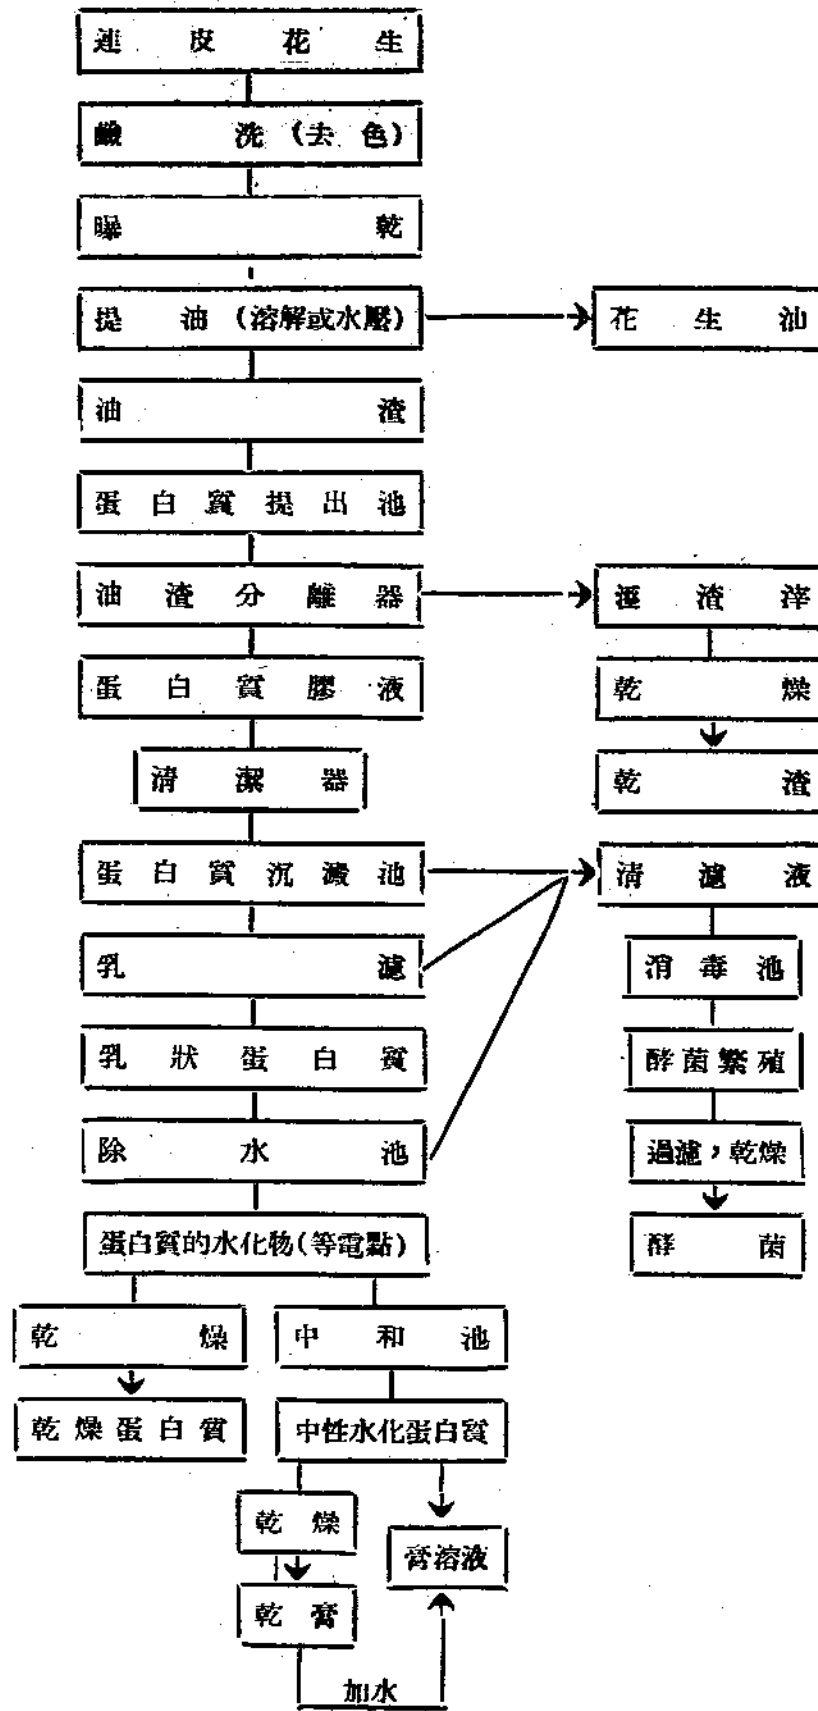 連皮花生
鹼洗(去色)
曝乾
提油(溶解或水壓)
花生油
油渣
蛋白質提出池
油渣分離器
溼渣滓
蛋白質膠液
乾燥
清潔器
乾渣
蛋白質沉澱池
清濾液
乳濾
消毒池
乳狀蛋白質
酵菌繁殖
除水池
過濾，乾燥
蛋白質的水化物(等電點)
酵菌
乾燥
中和池
乾燥蛋白質
中性水化蛋白質
乾燥
膏溶液
乾膏
加水